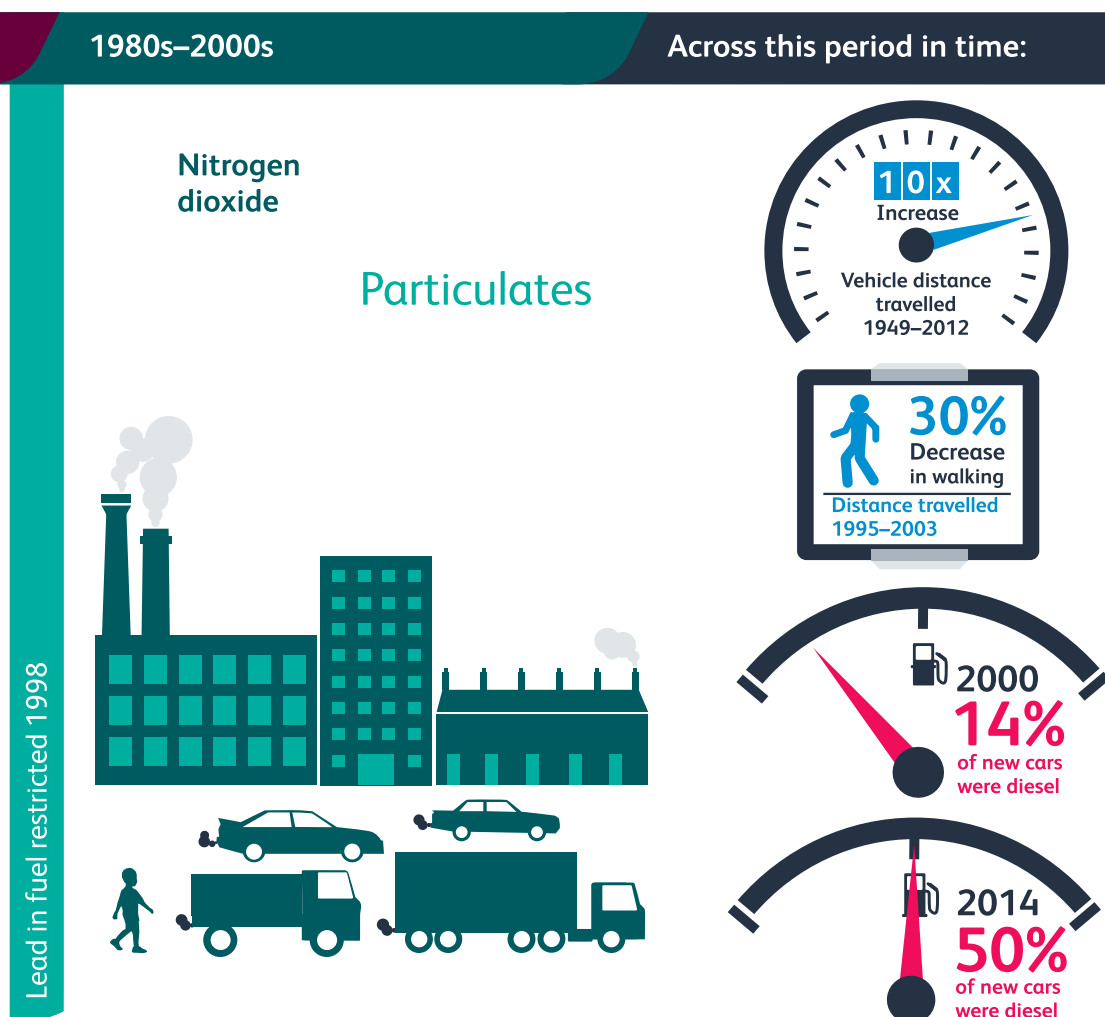 1980s–2000s
Across this period in time:
Lead in fuel restricted 1998
Nitrogen
dioxide
Particulates
10x
Increase
Vehicle distance
travelled
1949–2012
30%
Decrease
in walking
Distance travelled
1995–2003
2000
14%
of new cars
were diesel
2014
50%
of new cars
were diesel